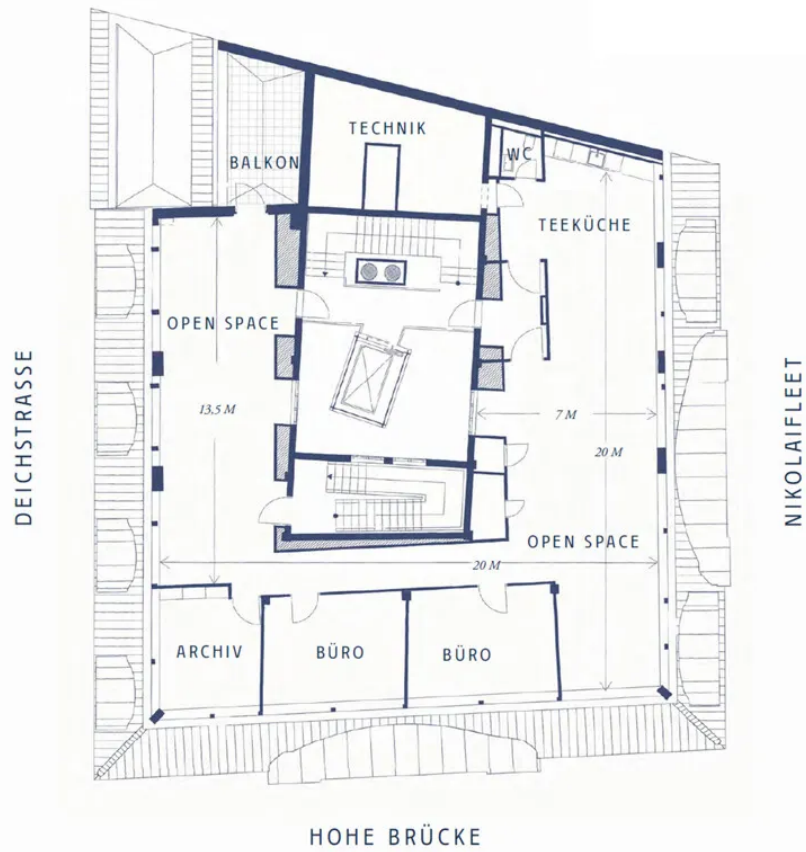 TECHNIK
WC
BALKON
TEEKÜCHE
OPEN SPACE
13,5 M
7 M
20 M
DEICHSTRASSE
NIKOLAIFLEET
OPEN SPACE
20 M
ARCHIV
BÜRO
BÜRO
HOHE BRÜCKE